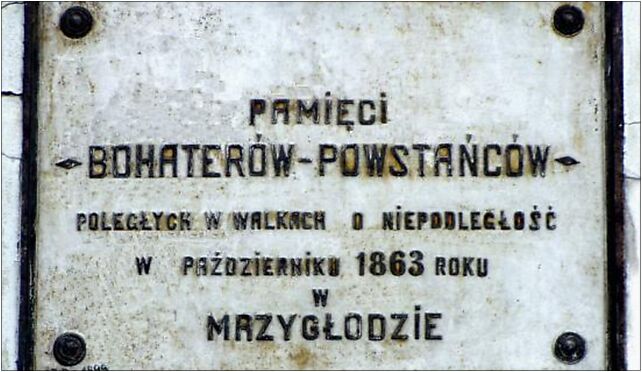 PAMIĘCI
BOHATERÓW-POWSTAŃCÓW
POLEGŁYCH W WALKACH O NIEPODLEGŁOŚĆ
W PAŹDZIERNIKU 1863 ROKU
W
MRZYGŁODZIE